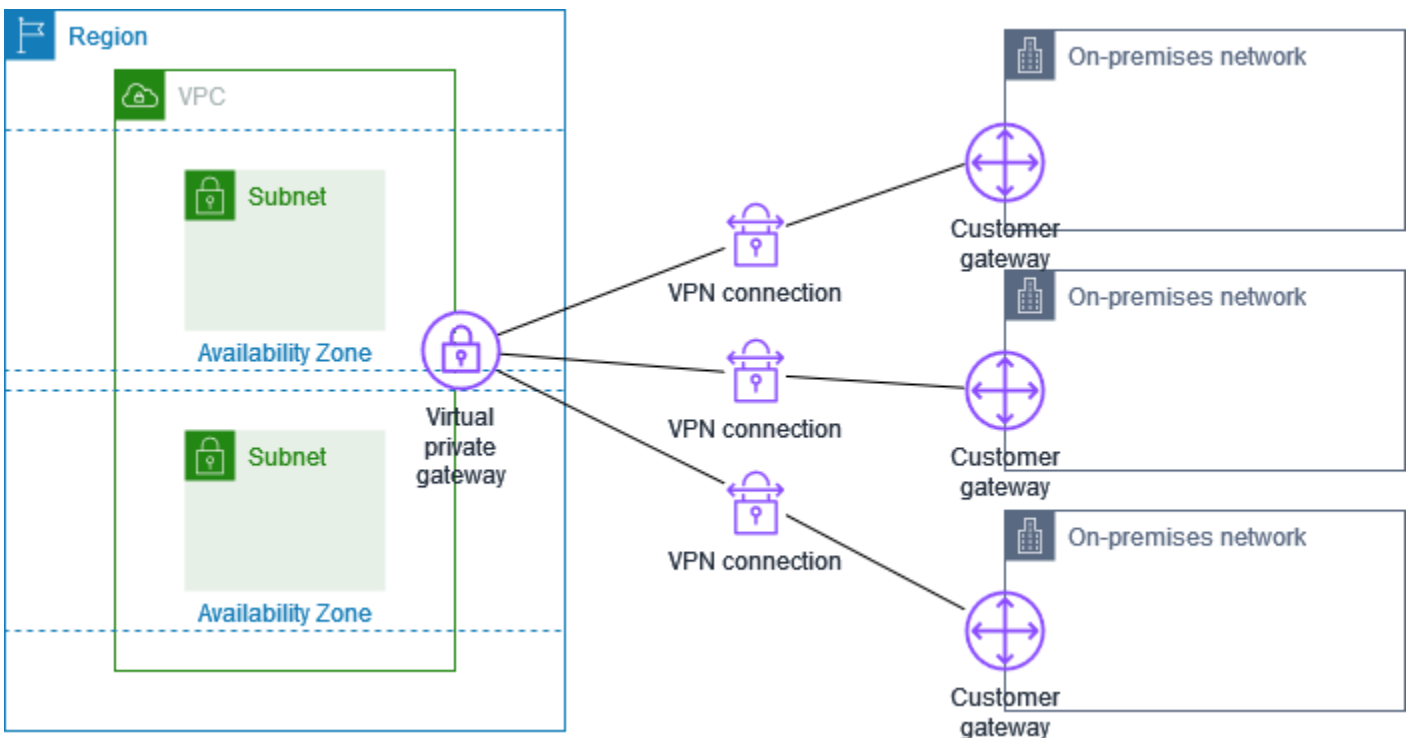 Region
VPC
Subnet
Availability Zone
Subnet
Availability Zone
Virtual
private
gateway
VPN connection
VPN connection
VPN connection
On-premises network
Customer
gateway
On-premises network
Customer
gateway
On-premises network
Customer
gateway